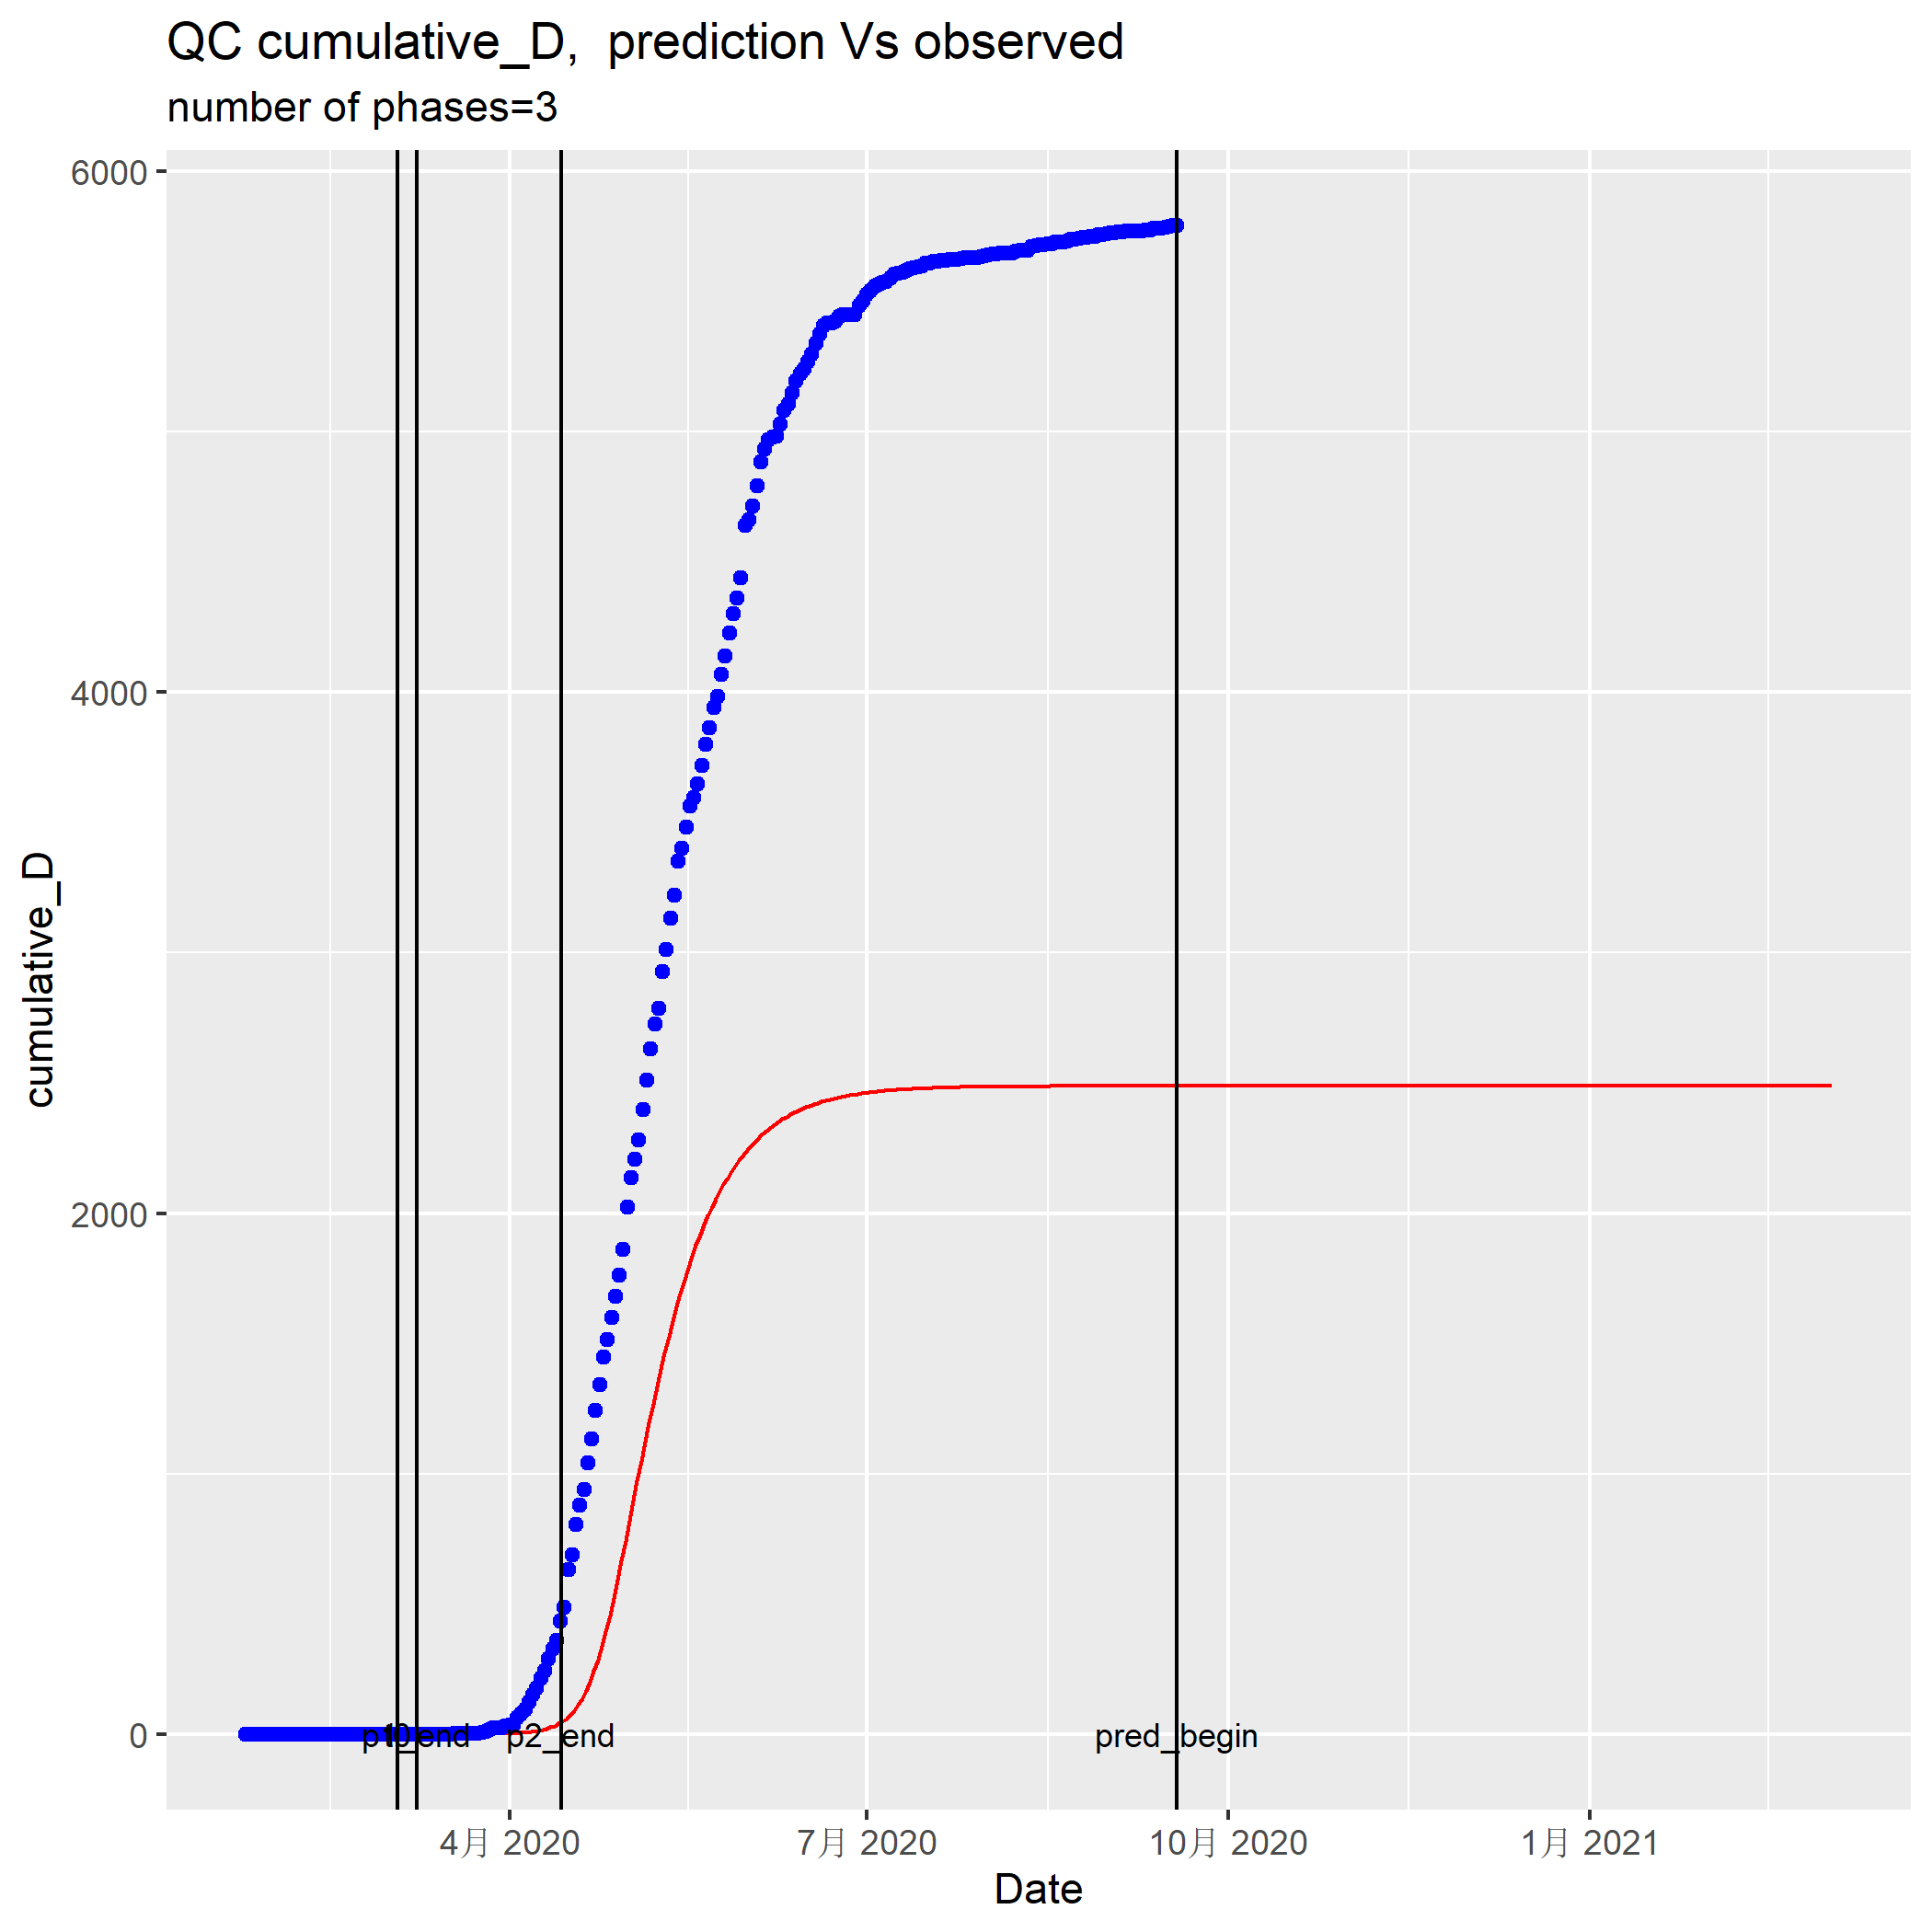 QC cumulative_D,  prediction Vs observed
number of phases=3
6000
4000
2000
0
cumulative_D
p2_end
pred_begin
4月 2020
7月 2020
10月 2020
1月 2021
Date